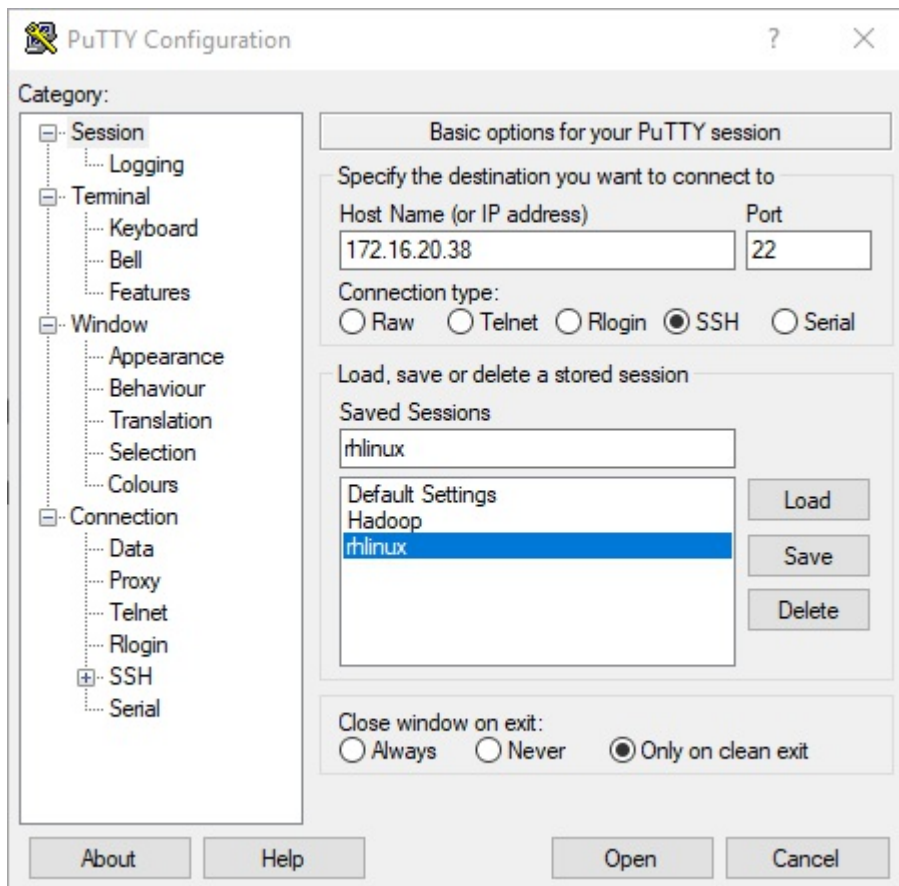 PuTTY Configuration ? ×
Category:
Session
Logging
Terminal
Keyboard
Bell
Features
Window
Appearance
Behaviour
Translation
Selection
Colours
Connection
Data
Proxy
Telnet
Rlogin
SSH
Serial
Basic options for your PuTTY session
Specify the destination you want to connect to
Host Name (or IP address) Port
172.16.20.38 22
Connection type:
Raw Telnet Rlogin SSH Serial
Load, save or delete a stored session
Saved Sessions
rhlinux
Default Settings
Hadoop
rhlinux
Load
Save
Delete
Close window on exit:
Always Never Only on clean exit
About Help Open Cancel